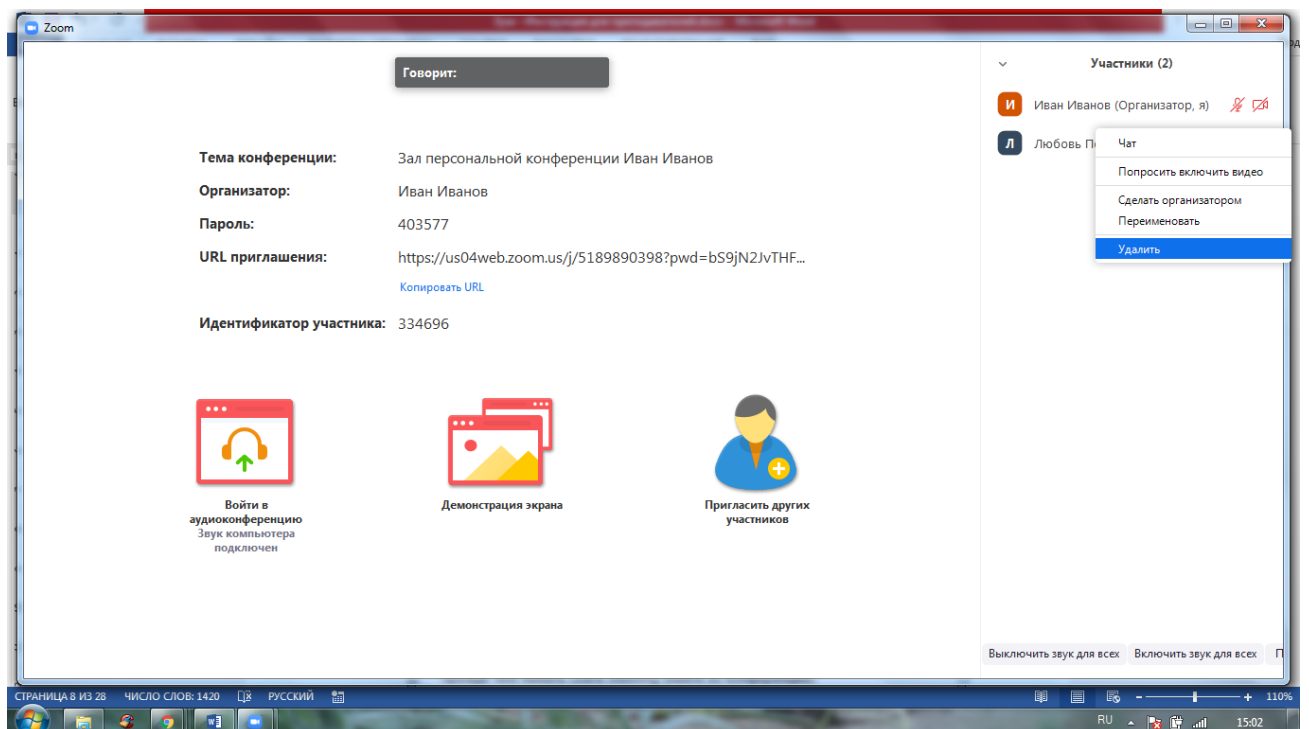 Zoom
Говорит:
Участники (2)
И
Иван Иванов (Организатор, я)
Л
Любовь П
Чат
Попросить включить видео
Сделать организатором
Переименовать
Удалить
Тема конференции:
Зал персональной конференции Иван Иванов
Организатор:
Иван Иванов
Пароль:
403577
URL приглашения:
https://us04web.zoom.us/j/5189890398?pwd=bS9jN2JvTHF...
Копировать URL
Идентификатор участника:
334696
Войти в
аудиоконференцию
Звук компьютера
подключен
Демонстрация экрана
Пригласить других
участников
Выключить звук для всех
Включить звук для всех
П
СТРАНИЦА 8 ИЗ 28
ЧИСЛО СЛОВ: 1420
РУССКИЙ
110%
RU
15:02